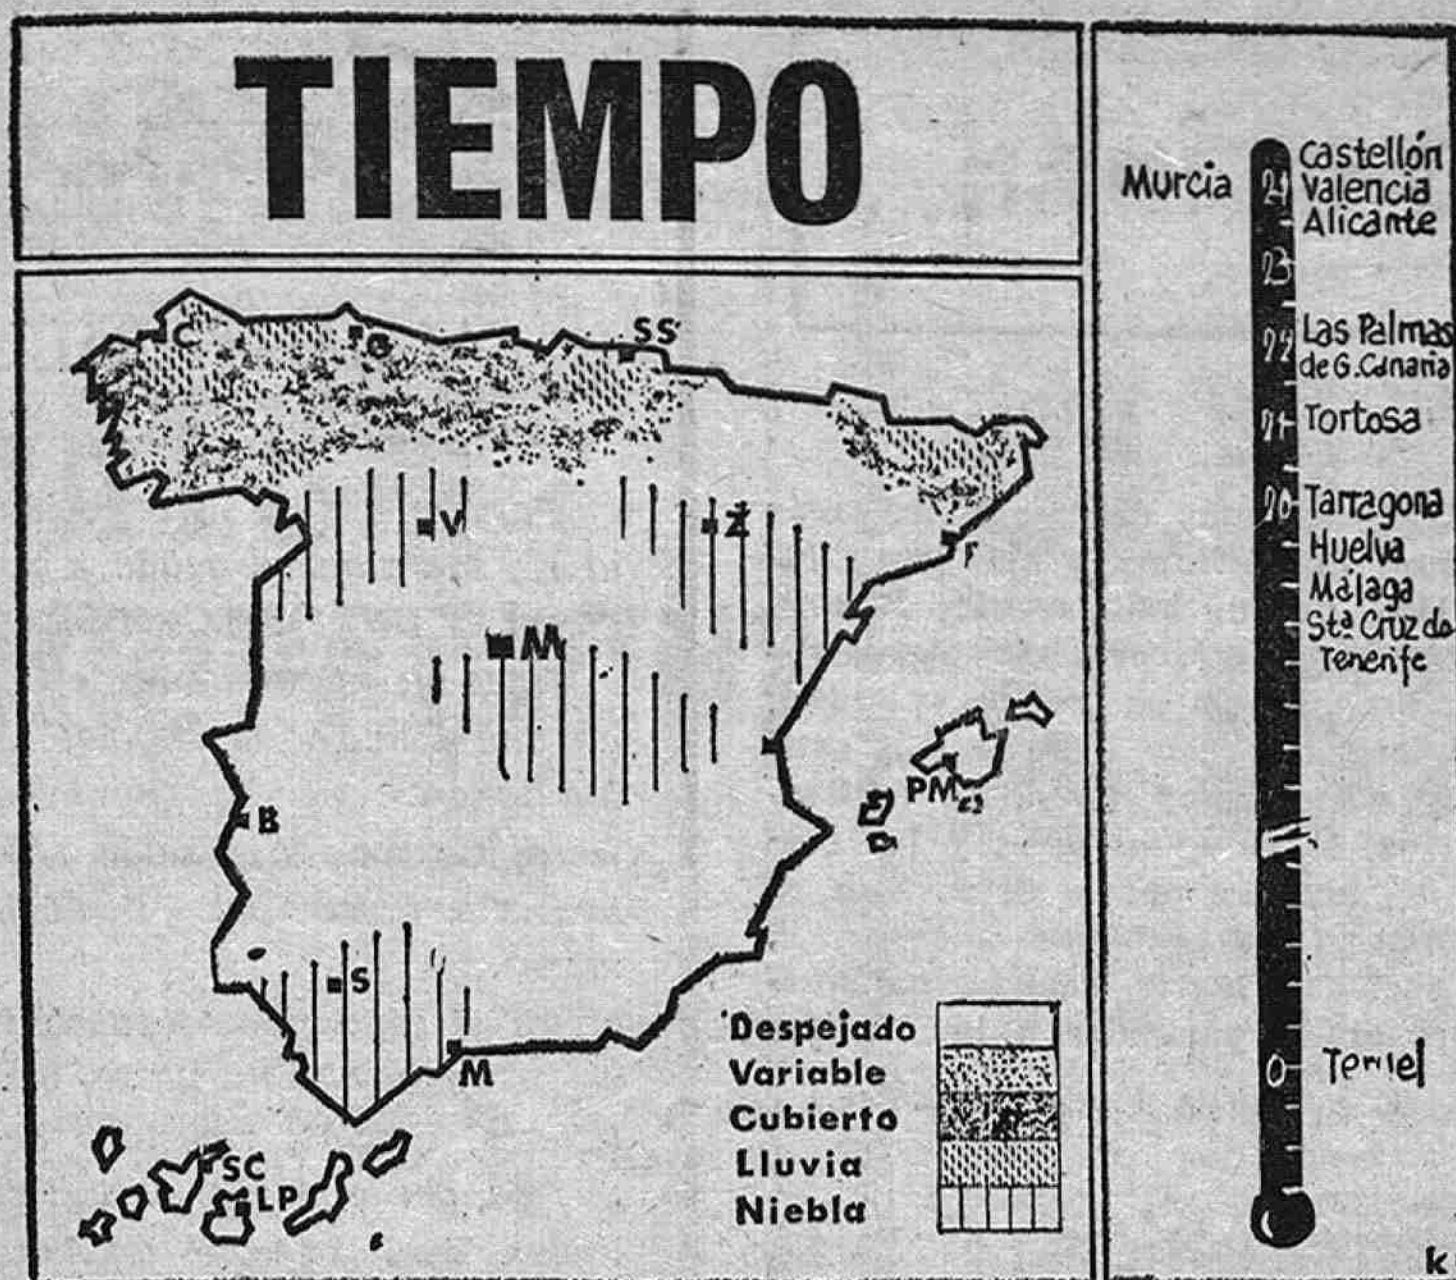 TIEMPO
C
G
SS
V
Z
M
B
PM
S
M
SC
LP
Despejado
Variable
Cubierto
Lluvia
Niebla
Murcia
24
Castellón
Valencia
Alicante
23
22
Las Palmas
de G. Canaria
21
Tortosa
20
Tarragona
Huelva
Málaga
Stª Cruz de
Tenerife
0
Teruel
k